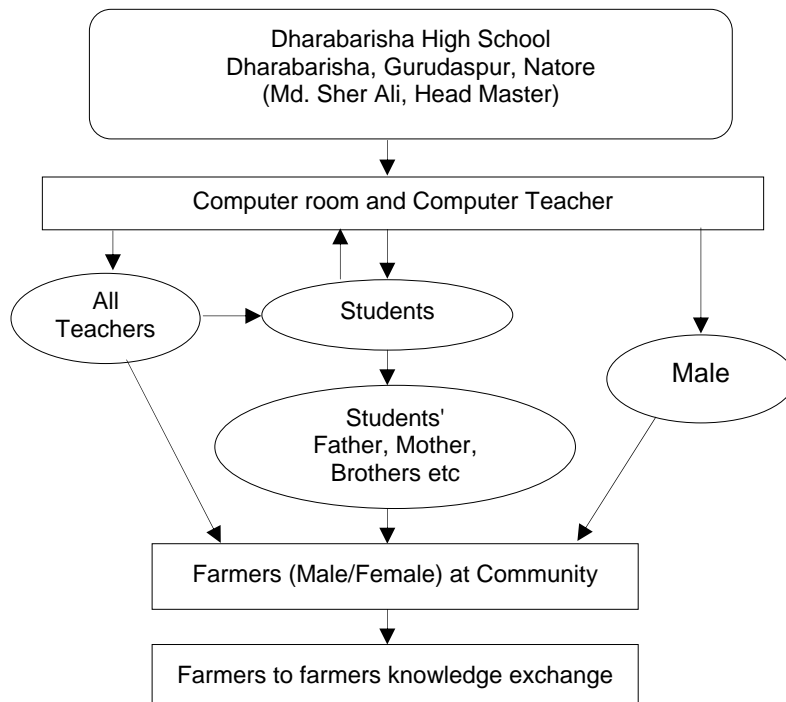 Dharabarisha High School
Dharabarisha, Gurudaspur, Natore
(Md. Sher Ali, Head Master)
Computer room and Computer Teacher
All
Teachers
Students
Male
Students'
Father, Mother,
Brothers etc
Farmers (Male/Female) at Community
Farmers to farmers knowledge exchange